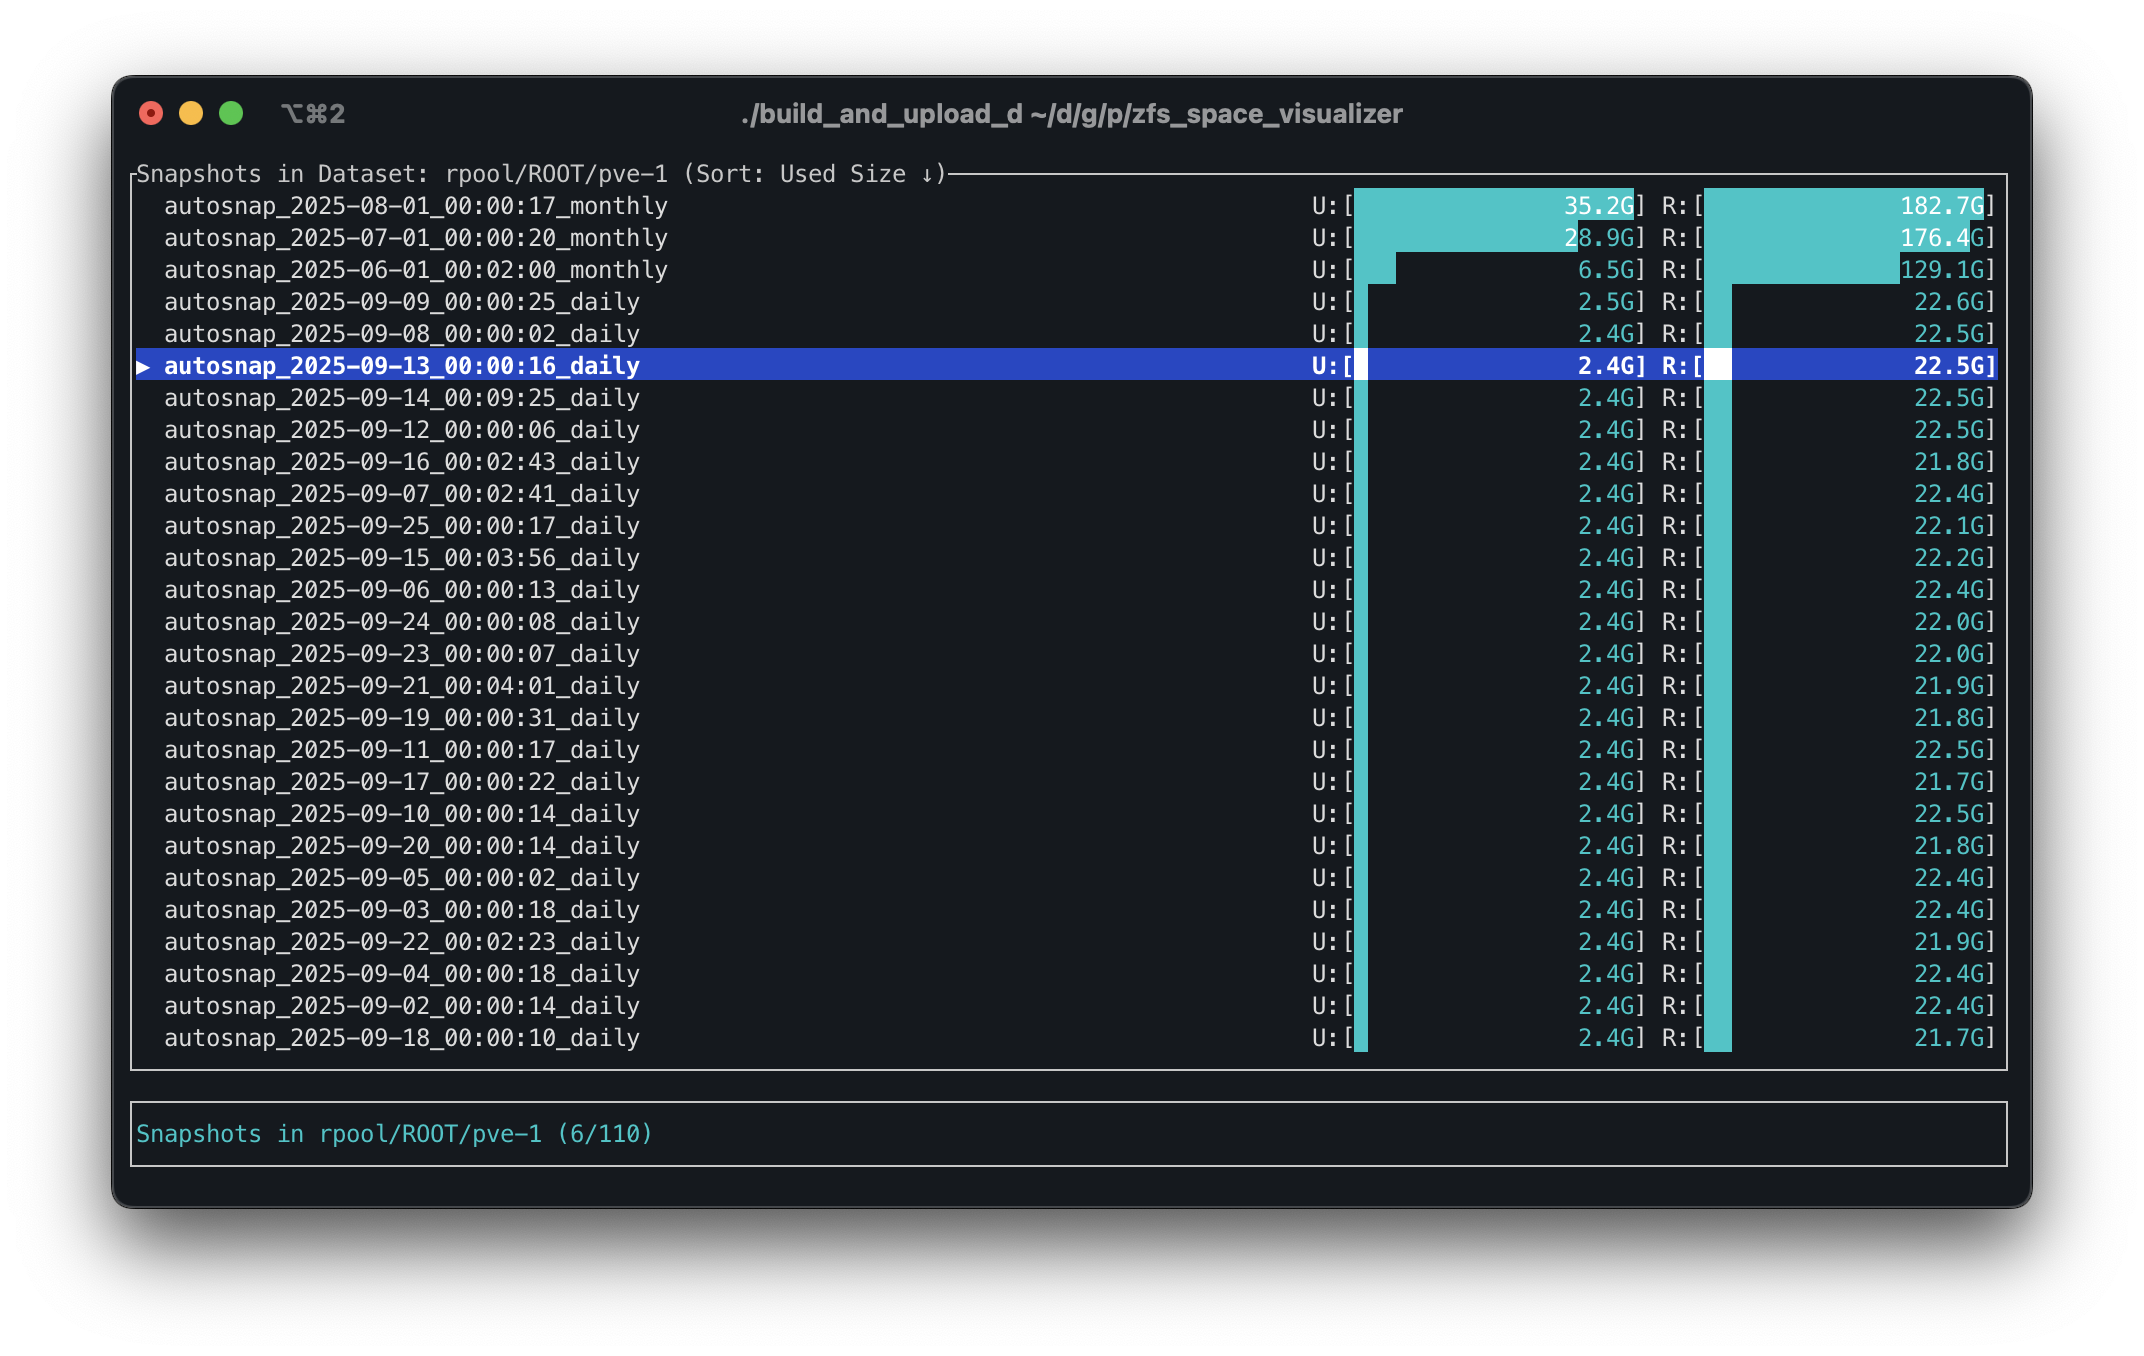 ⌥⌘2 ./build_and_upload_d ~/d/g/p/zfs_space_visualizer
Snapshots in Dataset: rpool/ROOT/pve-1 (Sort: Used Size ↓)
autosnap_2025-08-01_00:00:17_monthly U:[ 35.2G] R:[ 182.7G]
autosnap_2025-07-01_00:00:20_monthly U:[ 28.9G] R:[ 176.4G]
autosnap_2025-06-01_00:02:00_monthly U:[ 6.5G] R:[ 129.1G]
autosnap_2025-09-09_00:00:25_daily U:[ 2.5G] R:[ 22.6G]
autosnap_2025-09-08_00:00:02_daily U:[ 2.4G] R:[ 22.5G]
▶ autosnap_2025-09-13_00:00:16_daily U:[ 2.4G] R:[ 22.5G]
autosnap_2025-09-14_00:09:25_daily U:[ 2.4G] R:[ 22.5G]
autosnap_2025-09-12_00:00:06_daily U:[ 2.4G] R:[ 22.5G]
autosnap_2025-09-16_00:02:43_daily U:[ 2.4G] R:[ 21.8G]
autosnap_2025-09-07_00:02:41_daily U:[ 2.4G] R:[ 22.4G]
autosnap_2025-09-25_00:00:17_daily U:[ 2.4G] R:[ 22.1G]
autosnap_2025-09-15_00:03:56_daily U:[ 2.4G] R:[ 22.2G]
autosnap_2025-09-06_00:00:13_daily U:[ 2.4G] R:[ 22.4G]
autosnap_2025-09-24_00:00:08_daily U:[ 2.4G] R:[ 22.0G]
autosnap_2025-09-23_00:00:07_daily U:[ 2.4G] R:[ 22.0G]
autosnap_2025-09-21_00:04:01_daily U:[ 2.4G] R:[ 21.9G]
autosnap_2025-09-19_00:00:31_daily U:[ 2.4G] R:[ 21.8G]
autosnap_2025-09-11_00:00:17_daily U:[ 2.4G] R:[ 22.5G]
autosnap_2025-09-17_00:00:22_daily U:[ 2.4G] R:[ 21.7G]
autosnap_2025-09-10_00:00:14_daily U:[ 2.4G] R:[ 22.5G]
autosnap_2025-09-20_00:00:14_daily U:[ 2.4G] R:[ 21.8G]
autosnap_2025-09-05_00:00:02_daily U:[ 2.4G] R:[ 22.4G]
autosnap_2025-09-03_00:00:18_daily U:[ 2.4G] R:[ 22.4G]
autosnap_2025-09-22_00:02:23_daily U:[ 2.4G] R:[ 21.9G]
autosnap_2025-09-04_00:00:18_daily U:[ 2.4G] R:[ 22.4G]
autosnap_2025-09-02_00:00:14_daily U:[ 2.4G] R:[ 22.4G]
autosnap_2025-09-18_00:00:10_daily U:[ 2.4G] R:[ 21.7G]
Snapshots in rpool/ROOT/pve-1 (6/110)